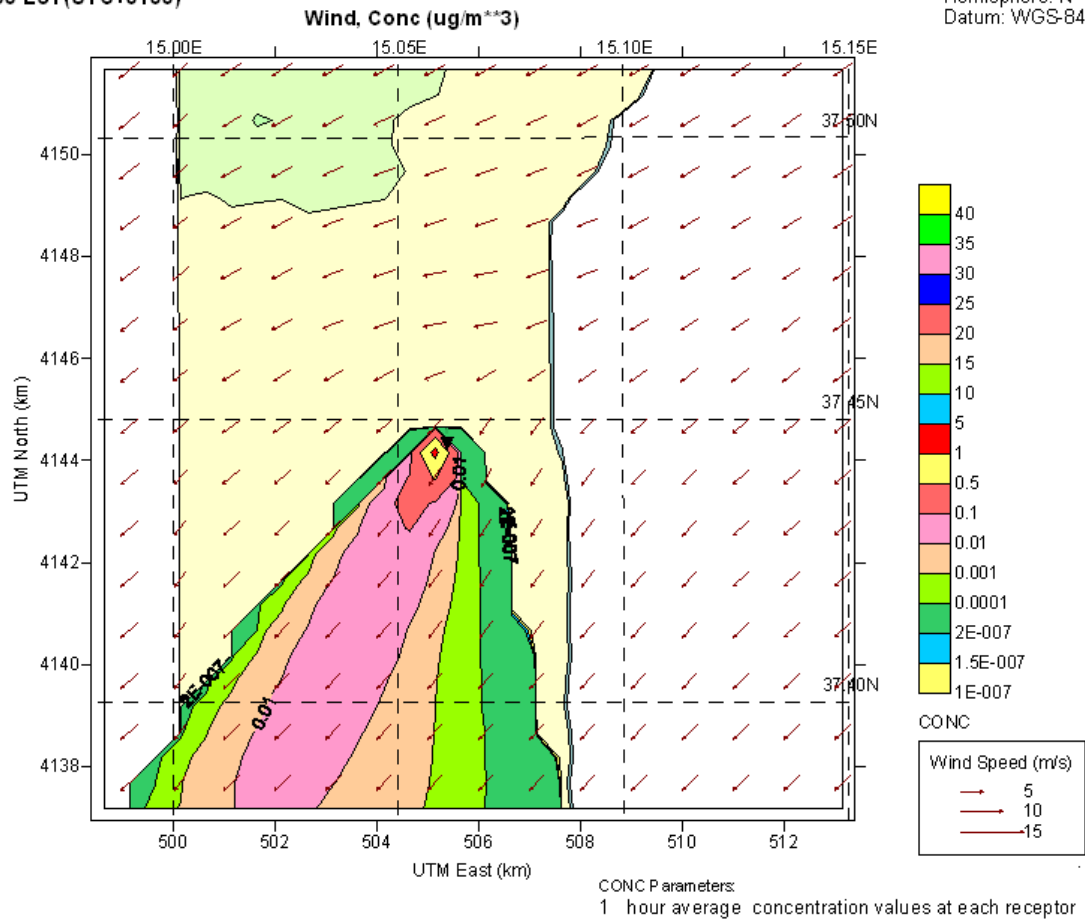 Wind, Conc (ug/m**3)
Datum: WGS-84
15.00E 15.05E 15.10E 15.15E
37.50N
4150
4148
4146
37.45N
4144
4142
4140
37.40N
4138
UTM North (km)
0.01
2E-007
2E-007
0.01
500 502 504 506 508 510 512
UTM East (km)
40
35
30
25
20
15
10
5
1
0.5
0.1
0.01
0.001
0.0001
2E-007
1.5E-007
1E-007
CONC
Wind Speed (m/s)
5
10
15
CONC Parameters:
1 hour average concentration values at each receptor